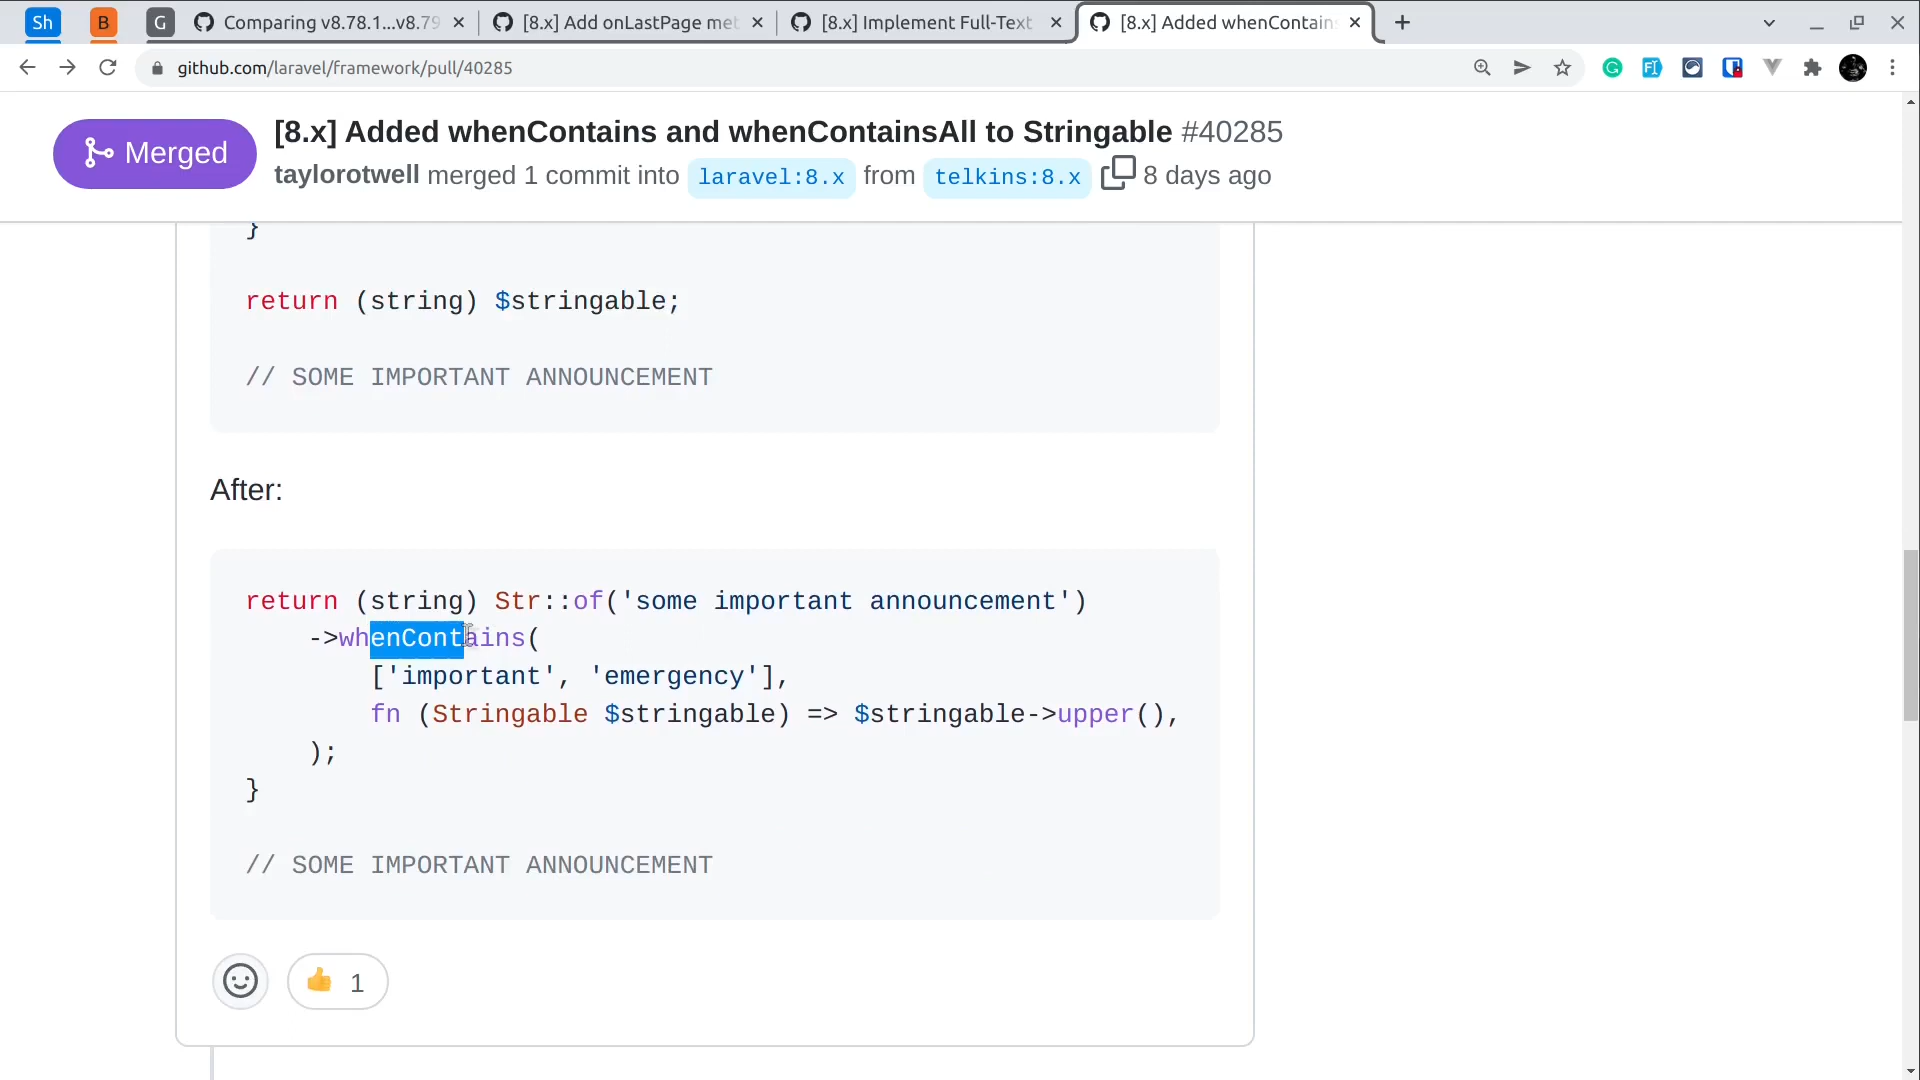 Sh B G Comparing v8.78.1...v8.79 [8.x] Add onLastPage met [8.x] Implement Full-Text [8.x] Added whenContain
github.com/laravel/framework/pull/40285
Merged
[8.x] Added whenContains and whenContainsAll to Stringable #40285
taylorotwell merged 1 commit into laravel:8.x from telkins:8.x 8 days ago
}
return (string) $stringable;
// SOME IMPORTANT ANNOUNCEMENT
After:
return (string) Str::of('some important announcement')
->whenContains(
['important', 'emergency'],
fn (Stringable $stringable) => $stringable->upper(),
);
}
// SOME IMPORTANT ANNOUNCEMENT
1